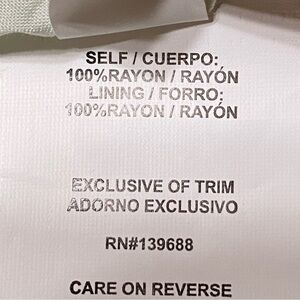 SELF / CUERPO:
100%RAYON / RAYÓN
LINING / FORRO:
100%RAYON / RAYÓN
EXCLUSIVE OF TRIM
ADORNO EXCLUSIVO
RN#139688
CARE ON REVERSE